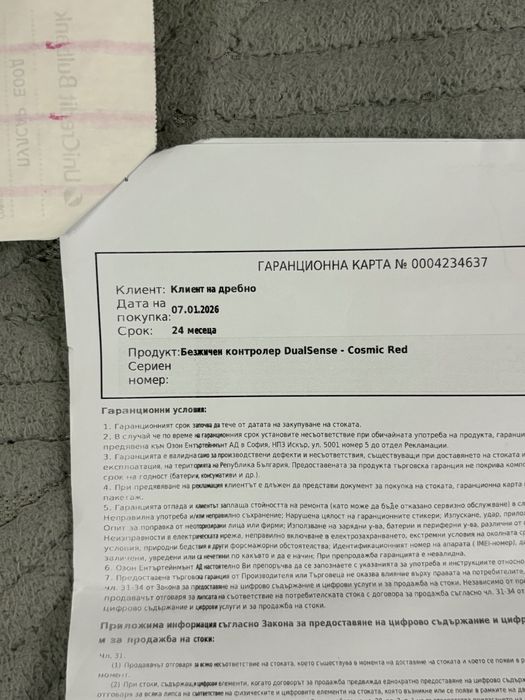 UniCredit Bulbank
ПУЛСАР ЕООД
ГАРАНЦИОННА КАРТА № 0004234637
Клиент: Клиент на дребно
Дата на покупка: 07.01.2026
Срок: 24 месеца
Продукт: Безжичен контролер DualSense - Cosmic Red
Сериен
номер:
Гаранционни условия:
1. Гаранционният срок започва да тече от датата на закупуване на стоката.
2. В случай че по време на гаранционния срок установите несъответствие при обичайната употреба на продукта, гаранци
предявена към Озон Ентъртейнмънт АД в София, НПЗ Искър, ул. 5001 номер 5 до отдел Рекламации.
3. Гаранцията е валидна само за производствени дефекти и несъответствия, съществуващи при доставянето на стоката и
експлоатация, на територията на Република България. Предоставената за продукта търговска гаранция не покрива комп
срок на годност (батерии, консумативи и др.).
4. При предявяване на рекламация клиентът е длъжен да представи документ за покупка на стоката, гаранционна карта
пакетаж.
5. Гаранцията отпада и клиентът заплаща стойността на ремонта (като може да бъде отказано сервизно обслужване) в сл
Неправилна употреба и/или неправилно съхранение; Нарушена цялост на гаранционните стикери; Изпускане, удар, прило
Опит за поправка от неоторизирани лица или фирми; Използване на зарядни у-ва, батерии и периферни у-ва, различни от
Неизправности в електрическата мрежа, неправилно включване в електрозахранването, екстремни условия на околната ср
условия, природни бедствия и други форсмажорни обстоятелства; Идентификационният номер на апарата ( IMEI-номер), д
заличени, увредени или са нечетими по какъвто и да е начин; При препродажба гаранцията е невалидна.
6. Озон Ентъртейнмънт АД настоятелно Ви препоръчва да се запознаете с указанията за употреба и инструкциите относно
7. Предоставената търговска гаранция от Производителя или Търговеца не оказва влияние върху правата на потребителите,
чл. 31-34 от Закона за предоставяне на цифрово съдържание и цифрови услуги и за продажба на стоки. Независимо от пр
продавачът отговаря за липсата на съответствие на потребителската стока с договора за продажба съгласно чл. 31-34 от
цифрово съдържание и цифрови услуги и за продажба на стоки.
Приложима информация съгласно Закона за предоставяне на цифрово съдържание и цифр
и за продажба на стоки:
Чл. 31.
(1) Продавачът отговаря за всяко несъответствие на стоката, което съществува в момента на доставяне на стоката и което се появи в р
момент.
(2) При стоки, съдържащи цифрови елементи, когато договорът за продажба предвижда еднократно предоставяне на цифрово съдържа
отговаря за всяка липса на съответствие на физическите и цифровите елементи на стоката, която възникни или се появи в рамките на